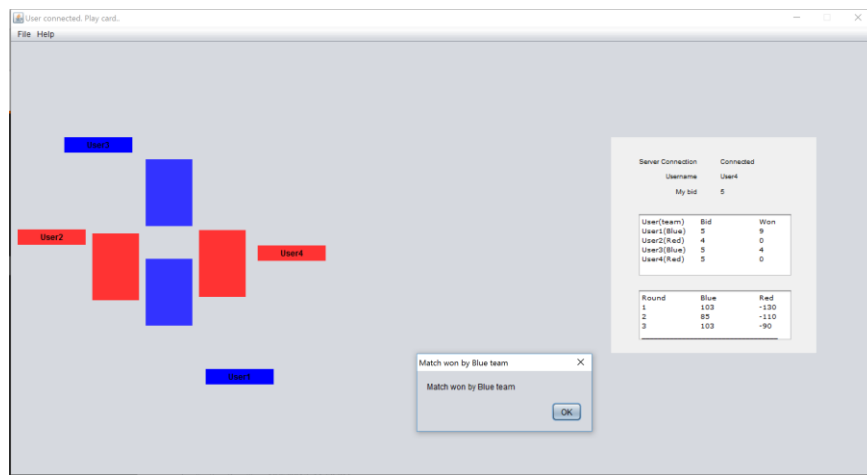 User connected. Play card..
File Help
User3
User2
User4
User1
Server Connection Connected
Username User4
My bid 5
User(team) Bid Won
User1(Blue) 5 9
User2(Red) 4 0
User3(Blue) 5 4
User4(Red) 5 0
Round Blue Red
1 103 -130
2 85 -110
3 103 -90
Match won by Blue team
Match won by Blue team
OK